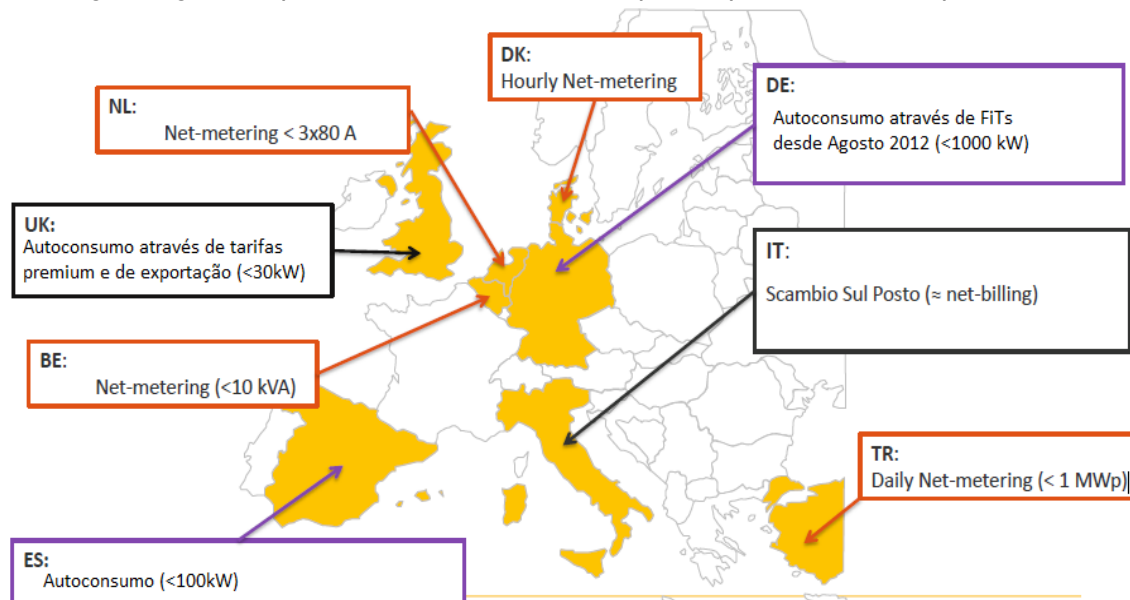 DK:
Hourly Net-metering
DE:
Autoconsumo através de FiTs
desde Agosto 2012 (<1000 kW)
NL:
Net-metering < 3x80 A
UK:
Autoconsumo através de tarifas
premium e de exportação (<30kW)
IT:
Scambio Sul Posto (≈ net-billing)
BE:
Net-metering (<10 kVA)
TR:
Daily Net-metering (< 1 MWp)
ES:
Autoconsumo (<100kW)